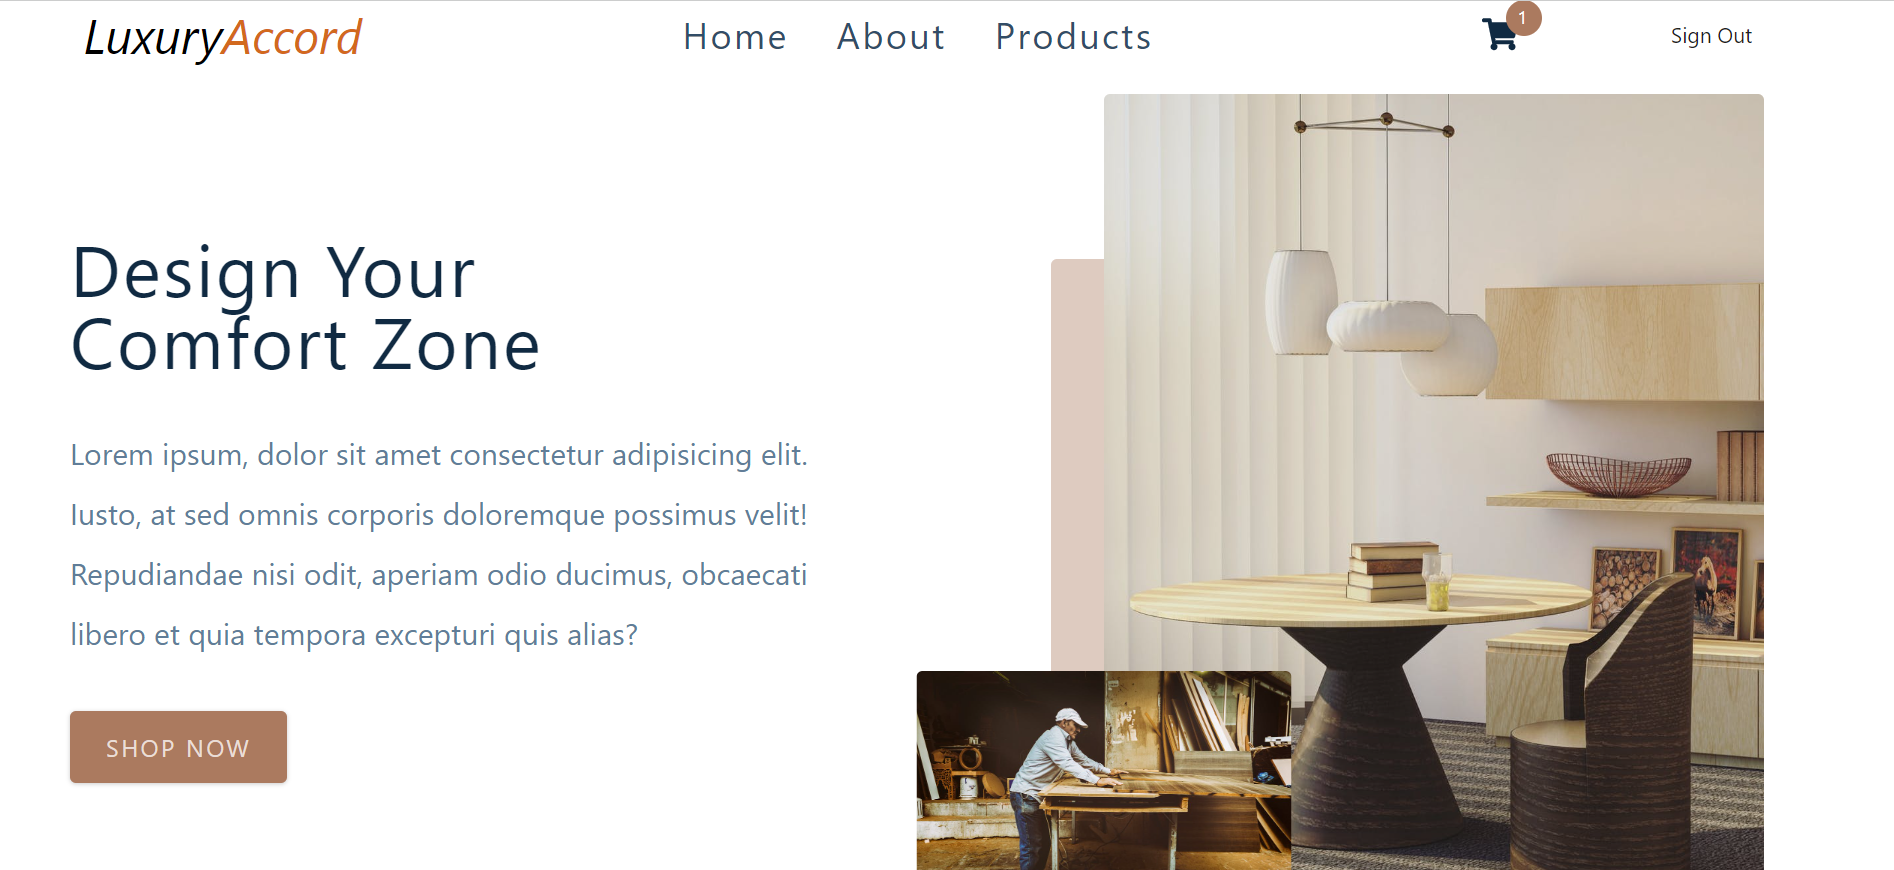 LuxuryAccord
Home About Products
1
Sign Out
Design Your
Comfort Zone
Lorem ipsum, dolor sit amet consectetur adipisicing elit.
Iusto, at sed omnis corporis doloremque possimus velit!
Repudiandae nisi odit, aperiam odio ducimus, obcaecati
libero et quia tempora excepturi quis alias?
SHOP NOW